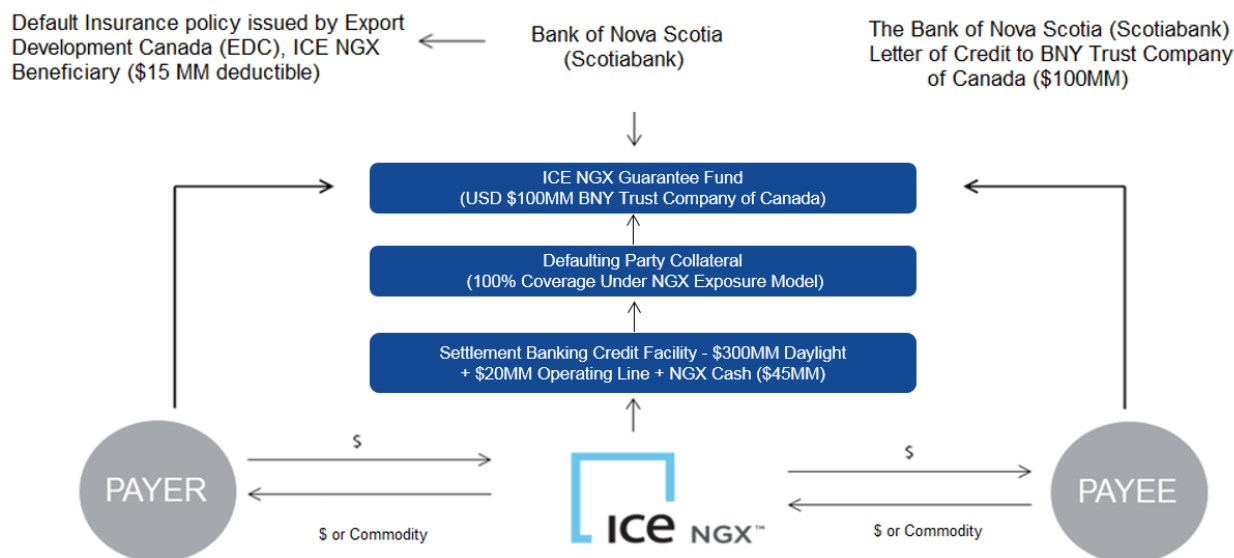 Default Insurance policy issued by Export
Development Canada (EDC), ICE NGX
Beneficiary ($15 MM deductible)
Bank of Nova Scotia
(Scotiabank)
The Bank of Nova Scotia (Scotiabank)
Letter of Credit to BNY Trust Company
of Canada ($100MM)
ICE NGX Guarantee Fund
(USD $100MM BNY Trust Company of Canada)
Defaulting Party Collateral
(100% Coverage Under NGX Exposure Model)
Settlement Banking Credit Facility - $300MM Daylight
+ $20MM Operating Line + NGX Cash ($45MM)
PAYER
$
$ or Commodity
ice NGX™
$
$ or Commodity
PAYEE